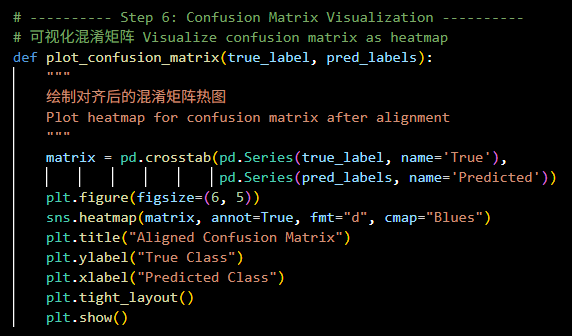 # ---------- Step 6: Confusion Matrix Visualization ----------
# 可视化混淆矩阵 Visualize confusion matrix as heatmap
def plot_confusion_matrix(true_label, pred_labels):
    """
    绘制对齐后的混淆矩阵热图
    Plot heatmap for confusion matrix after alignment
    """
    matrix = pd.crosstab(pd.Series(true_label, name='True'),
                         pd.Series(pred_labels, name='Predicted'))
    plt.figure(figsize=(6, 5))
    sns.heatmap(matrix, annot=True, fmt="d", cmap="Blues")
    plt.title("Aligned Confusion Matrix")
    plt.ylabel("True Class")
    plt.xlabel("Predicted Class")
    plt.tight_layout()
    plt.show()